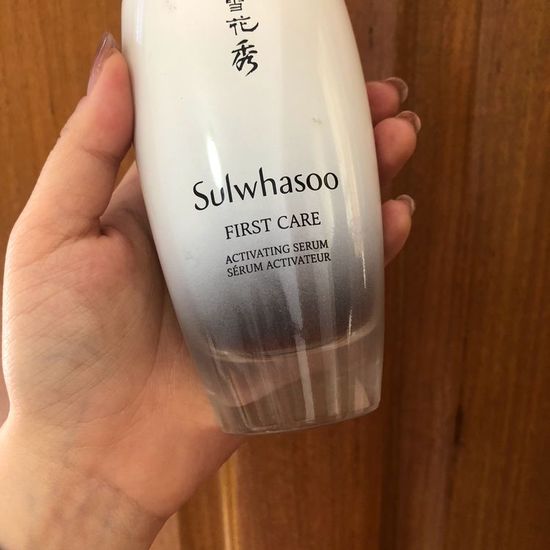 雪花秀
Sulwhasoo
FIRST CARE
ACTIVATING SERUM
SÉRUM ACTIVATEUR